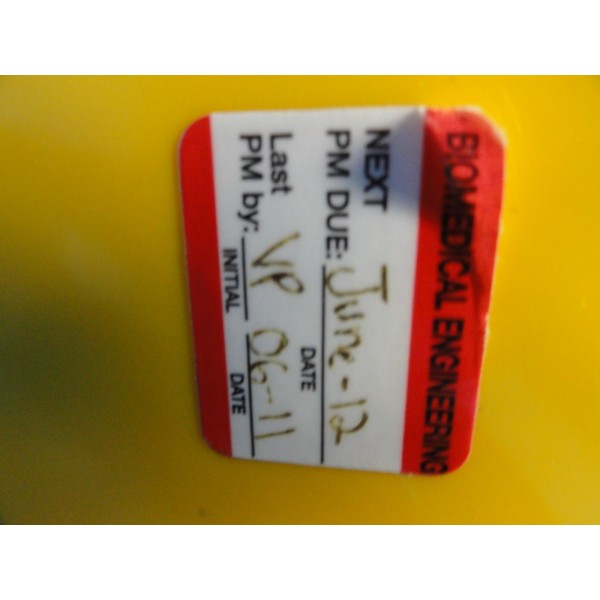 BIOMEDICAL ENGINEERING
NEXT
PM DUE: June-12
DATE
Last
PM by: VP 06-11
INITIAL DATE